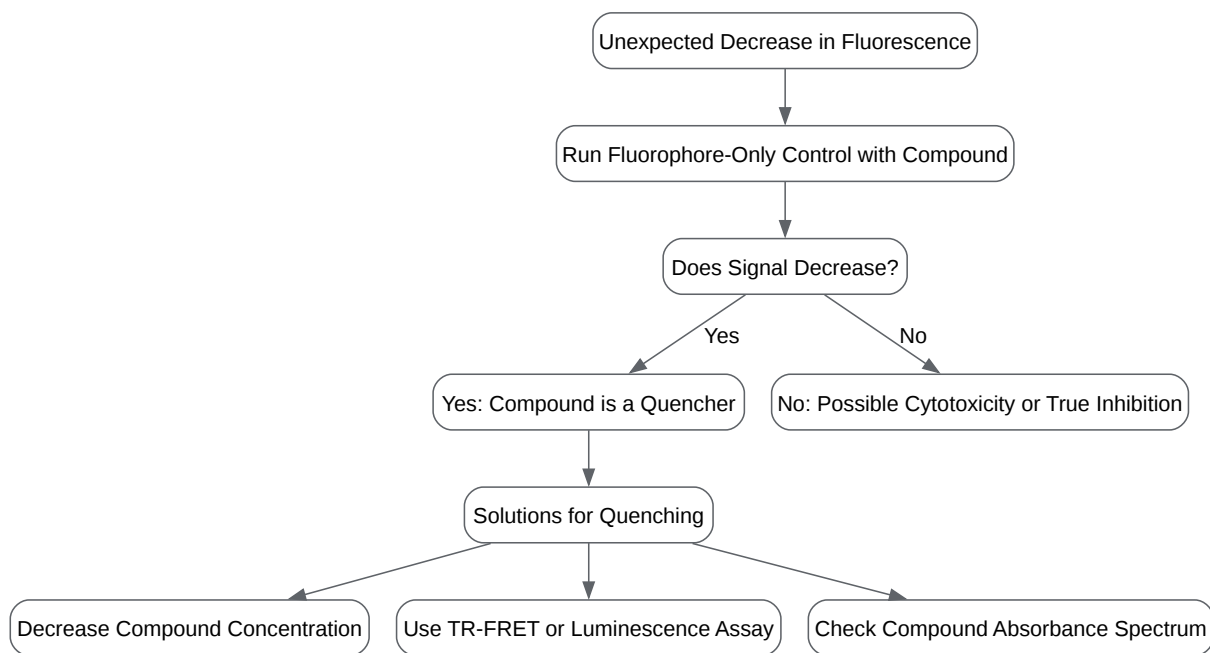 Unexpected Decrease in Fluorescence
Run Fluorophore-Only Control with Compound
Does Signal Decrease?
Yes
No
Yes: Compound is a Quencher
No: Possible Cytotoxicity or True Inhibition
Solutions for Quenching
Decrease Compound Concentration
Use TR-FRET or Luminescence Assay
Check Compound Absorbance Spectrum